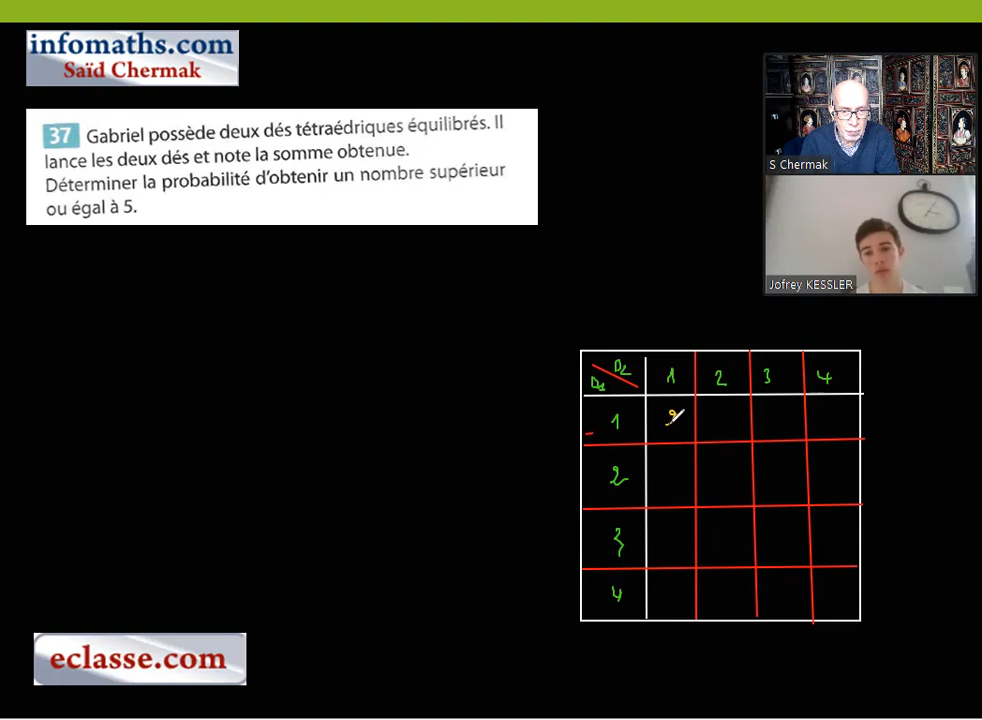 infomaths.com
Saïd Chermak
37 Gabriel possède deux dés tétraédriques équilibrés. Il
lance les deux dés et note la somme obtenue.
Déterminer la probabilité d'obtenir un nombre supérieur
ou égal à 5.
S Chermak
Jofrey KESSLER
D2
D1
1 2 3 4
1 2
2
3
4
eclasse.com